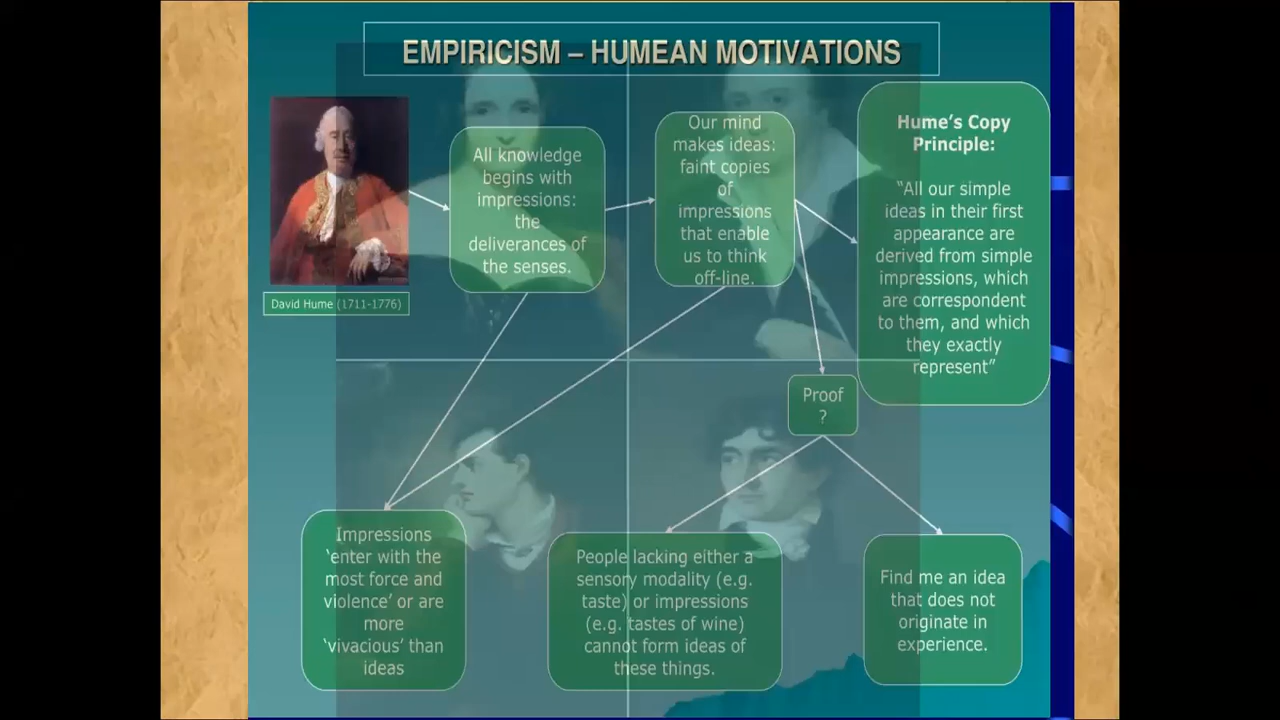 EMPIRICISM – HUMEAN MOTIVATIONS
David Hume (1711-1776)
All knowledge
begins with
impressions:
the
deliverances of
the senses.
Our mind
makes ideas:
faint copies
of
impressions
that enable
us to think
off-line.
Hume's Copy
Principle:
“All our simple
ideas in their first
appearance are
derived from simple
impressions, which
are correspondent
to them, and which
they exactly
represent”
Proof
?
Impressions
‘enter with the
most force and
violence’ or are
more
‘vivacious’ than
ideas
People lacking either a
sensory modality (e.g.
taste) or impressions
(e.g. tastes of wine)
cannot form ideas of
these things.
Find me an idea
that does not
originate in
experience.